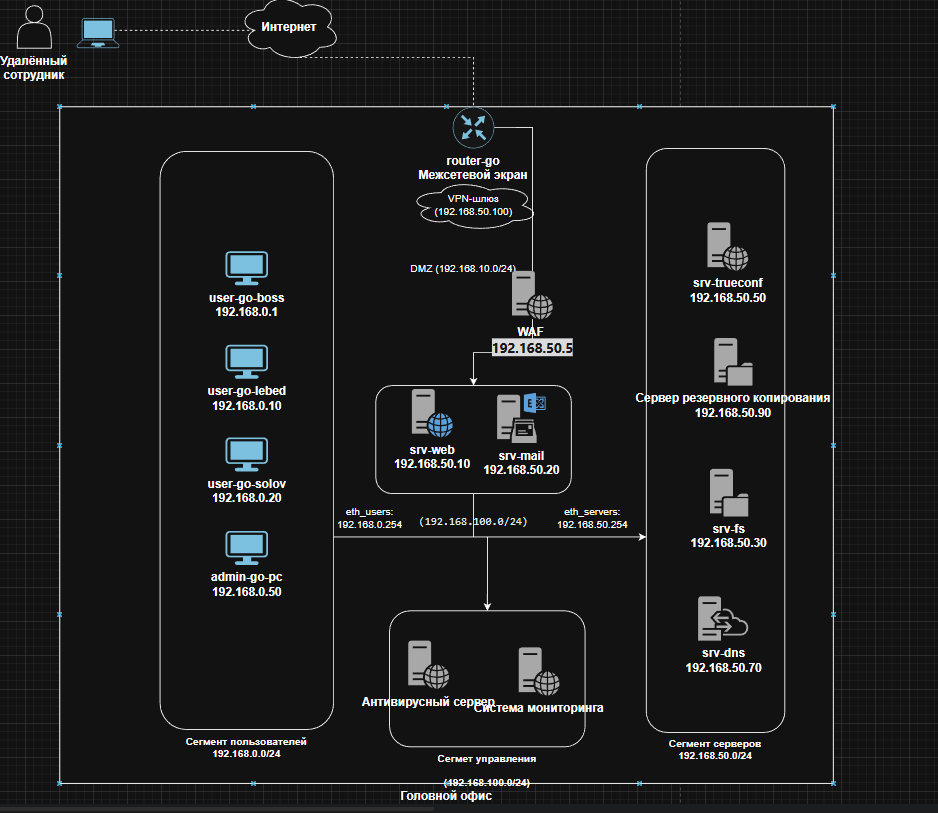 Интернет
Удалённый
сотрудник
router-go
Межсетевой экран
VPN-шлюз
(192.168.50.100)
DMZ (192.168.10.0/24)
WAF
192.168.50.5
user-go-boss
192.168.0.1
user-go-lebed
192.168.0.10
user-go-solov
192.168.0.20
admin-go-pc
192.168.0.50
Сегмент пользователей
192.168.0.0/24
srv-web
192.168.50.10
srv-mail
192.168.50.20
eth_users:
192.168.0.254
(192.168.100.0/24)
eth_servers:
192.168.50.254
Антивирусный сервер
Система мониторинга
Сегмет управления
(192.168.100.0/24)
srv-trueconf
192.168.50.50
Сервер резервного копирования
192.168.50.90
srv-fs
192.168.50.30
srv-dns
192.168.50.70
Сегмент серверов
192.168.50.0/24
Головной офис